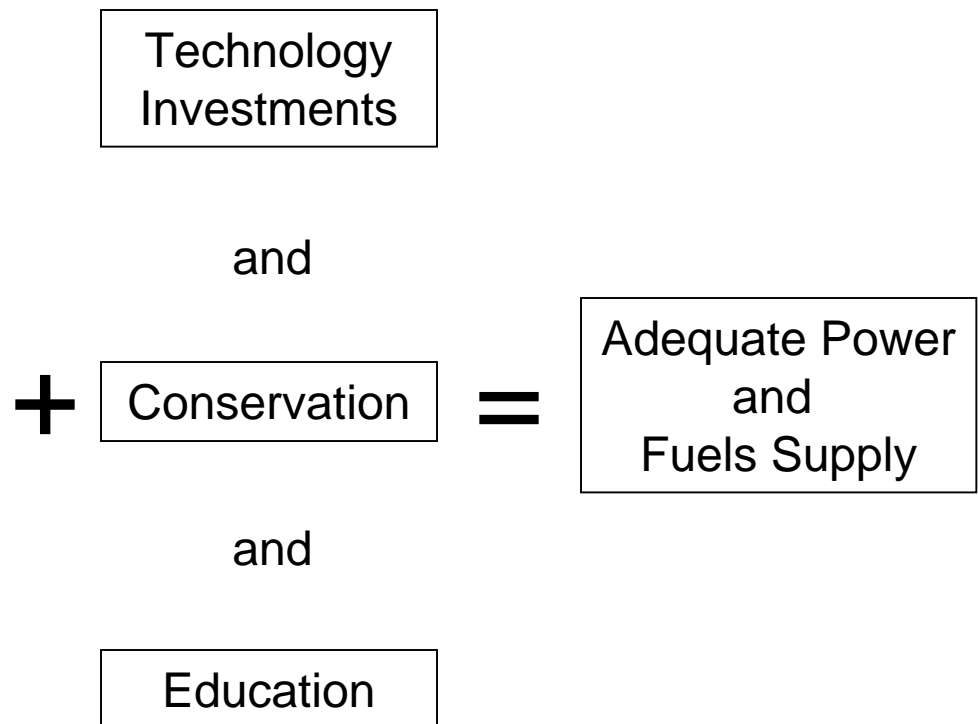 Technology
Investments
and
+ Conservation = Adequate Power
and
Fuels Supply
and
Education